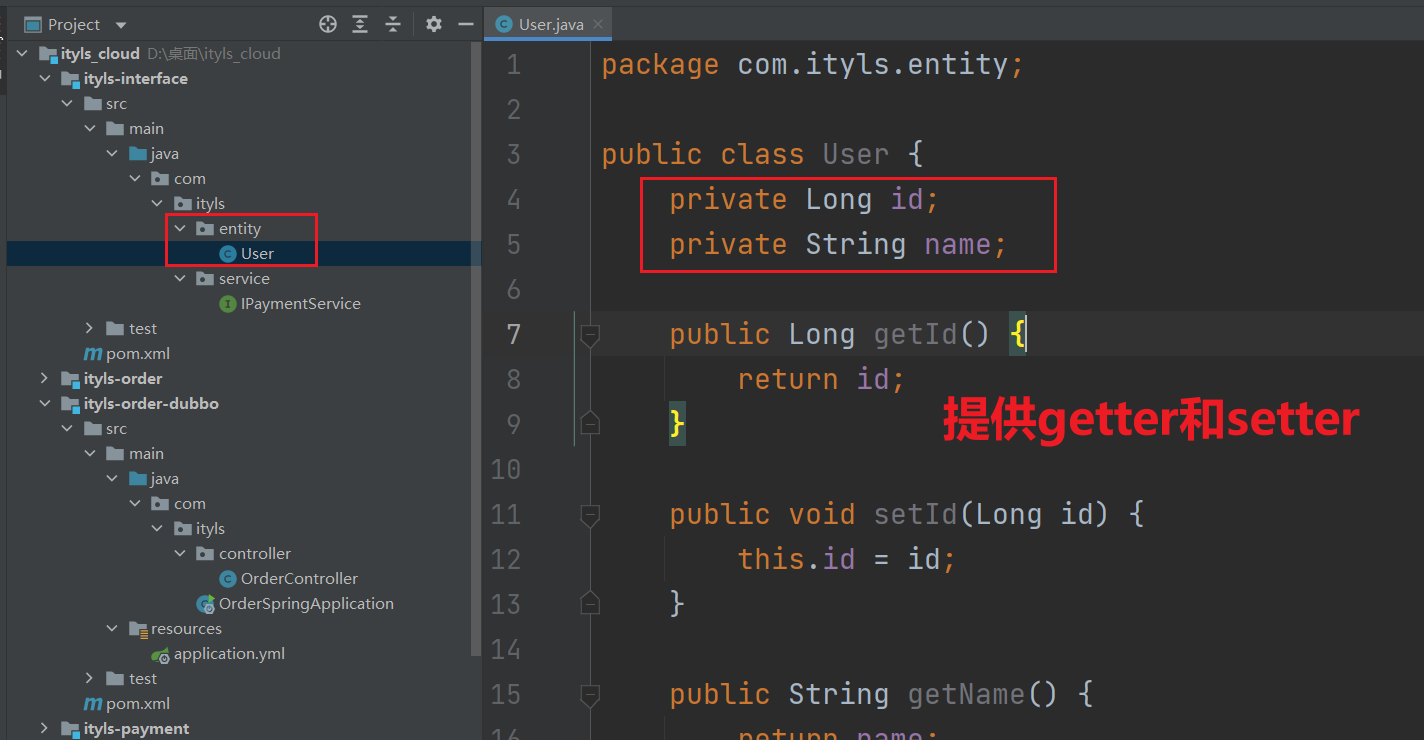 Project
ityls_cloud D:\桌面\ityls_cloud
ityls-interface
src
main
java
com
ityls
entity
User
service
IPaymentService
test
pom.xml
ityls-order
ityls-order-dubbo
src
main
java
com
ityls
controller
OrderController
OrderSpringApplication
resources
application.yml
test
pom.xml
ityls-payment
User.java
1 package com.ityls.entity;
2
3 public class User {
4 private Long id;
5 private String name;
6
7 public Long getId() {
8 return id;
9 }
10
11 public void setId(Long id) {
12 this.id = id;
13 }
14
15 public String getName() {
16 return name;
提供getter和setter